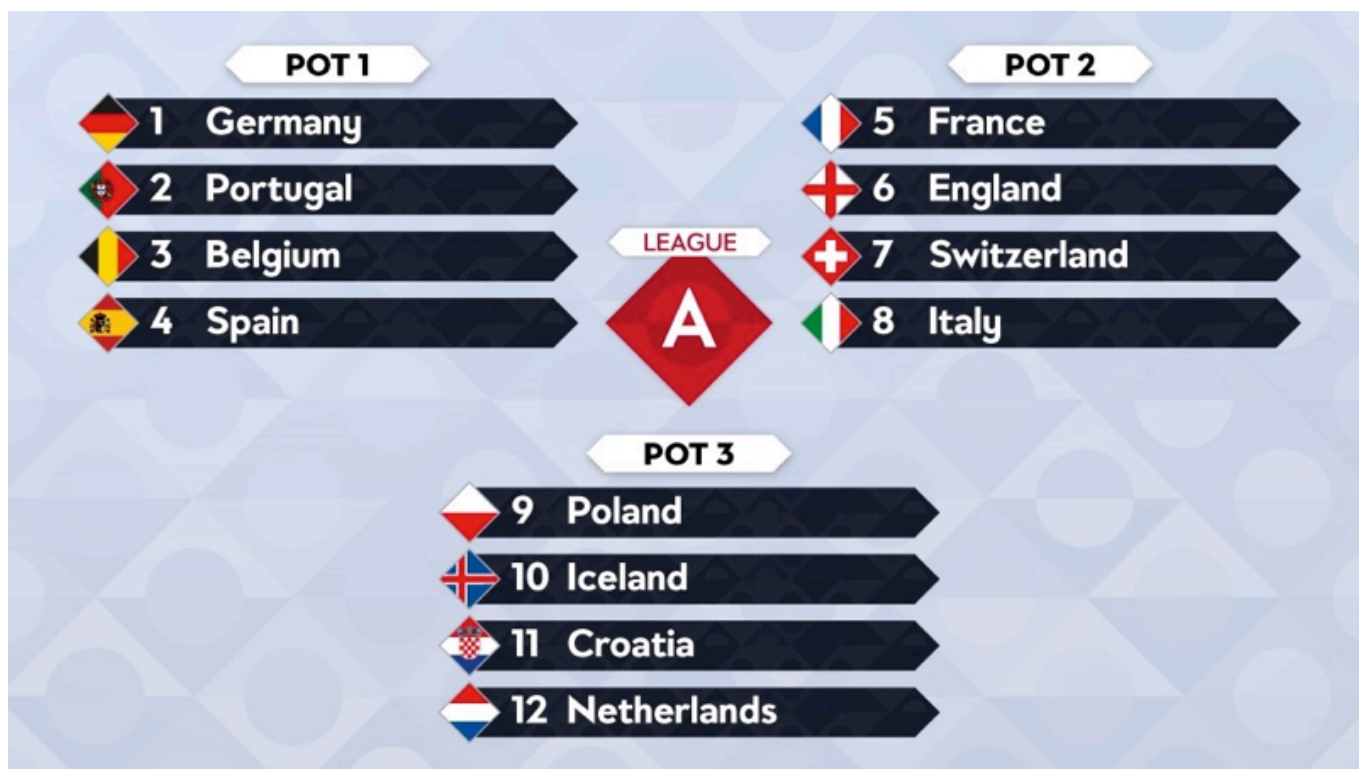 POT 1
1 Germany
2 Portugal
3 Belgium
4 Spain
POT 2
5 France
6 England
7 Switzerland
8 Italy
LEAGUE
A
POT 3
9 Poland
10 Iceland
11 Croatia
12 Netherlands